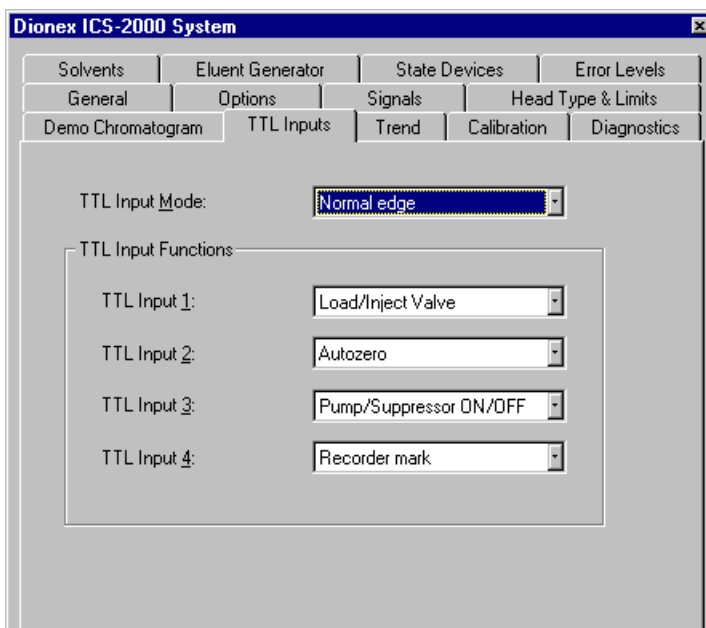 Dionex ICS-2000 System
Solvents Eluent Generator State Devices Error Levels
General Options Signals Head Type & Limits
Demo Chromatogram TTL Inputs Trend Calibration Diagnostics
TTL Input Mode: Normal edge
TTL Input Functions
TTL Input 1: Load/Inject Valve
TTL Input 2: Autozero
TTL Input 3: Pump/Suppressor ON/OFF
TTL Input 4: Recorder mark